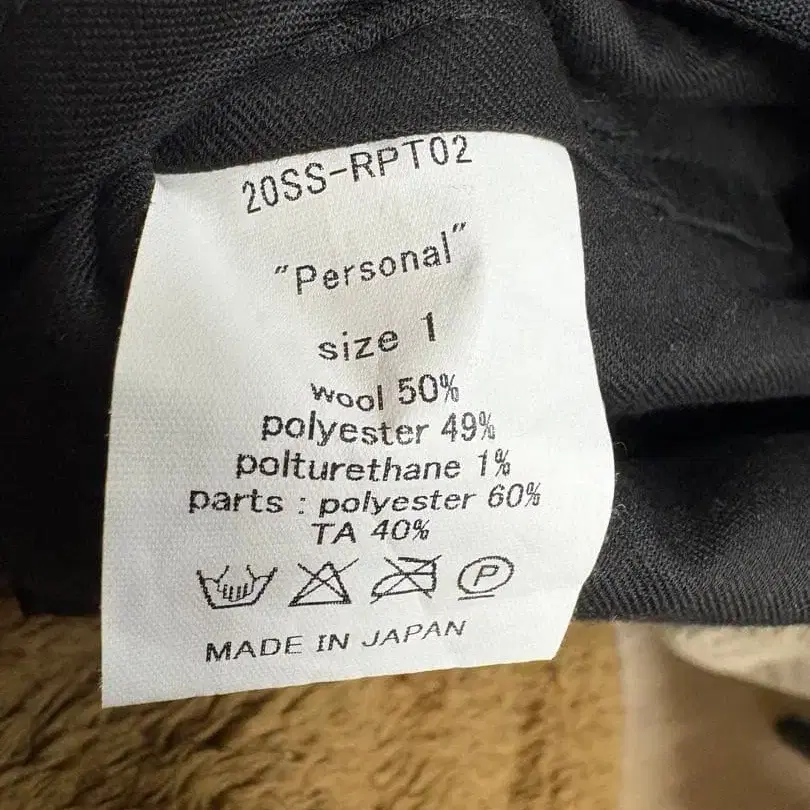 20SS-RPT02
"Personal"
size 1
wool 50%
polyester 49%
polturethane 1%
parts : polyester 60%
TA 40%
P
MADE IN JAPAN